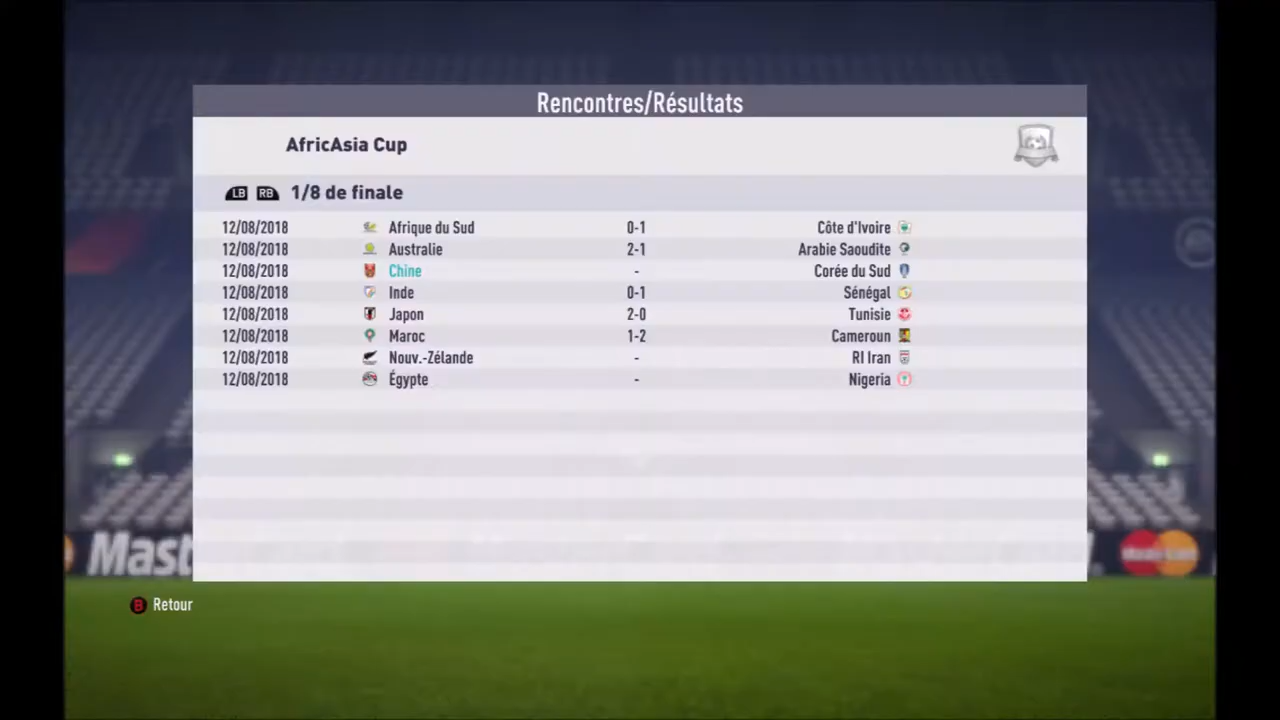 Rencontres/Résultats
AfricAsia Cup
LB RB 1/8 de finale
12/08/2018 Afrique du Sud 0-1 Côte d'Ivoire
12/08/2018 Australie 2-1 Arabie Saoudite
12/08/2018 Chine - Corée du Sud
12/08/2018 Inde 0-1 Sénégal
12/08/2018 Japon 2-0 Tunisie
12/08/2018 Maroc 1-2 Cameroun
12/08/2018 Nouv.-Zélande - RI Iran
12/08/2018 Égypte - Nigeria
Mast
MasterCard
B Retour